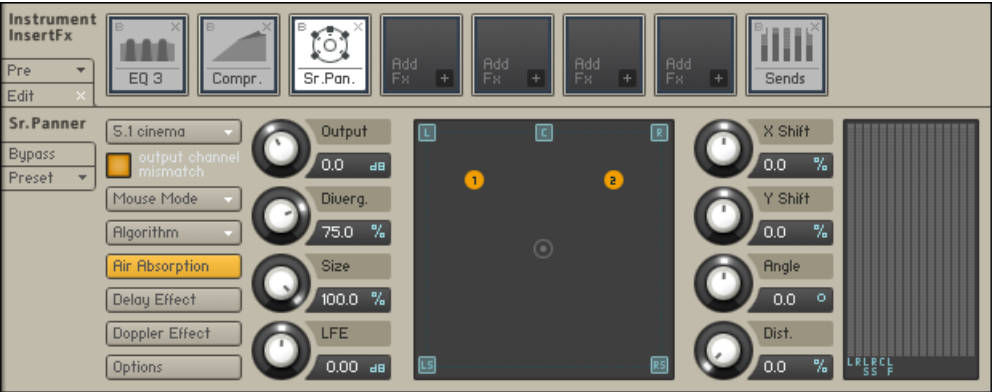 Instrument
InsertFx
Pre
Edit
B X
EQ 3
B X
Compr.
B X
Sr.Pan.
Add
Fx +
Add
Fx +
Add
Fx +
Add
Fx +
B X
Sends
Sr.Panner
Bypass
Preset
5.1 cinema
output channel
mismatch
Mouse Mode
Algorithm
Air Absorption
Delay Effect
Doppler Effect
Options
Output
0.0 dB
Diverg.
75.0 %
Size
100.0 %
LFE
0.00 dB
L C R
1 2
LS RS
X Shift
0.0 %
Y Shift
0.0 %
Angle
0.0 °
Dist.
0.0 %
LRLRCL
SS F